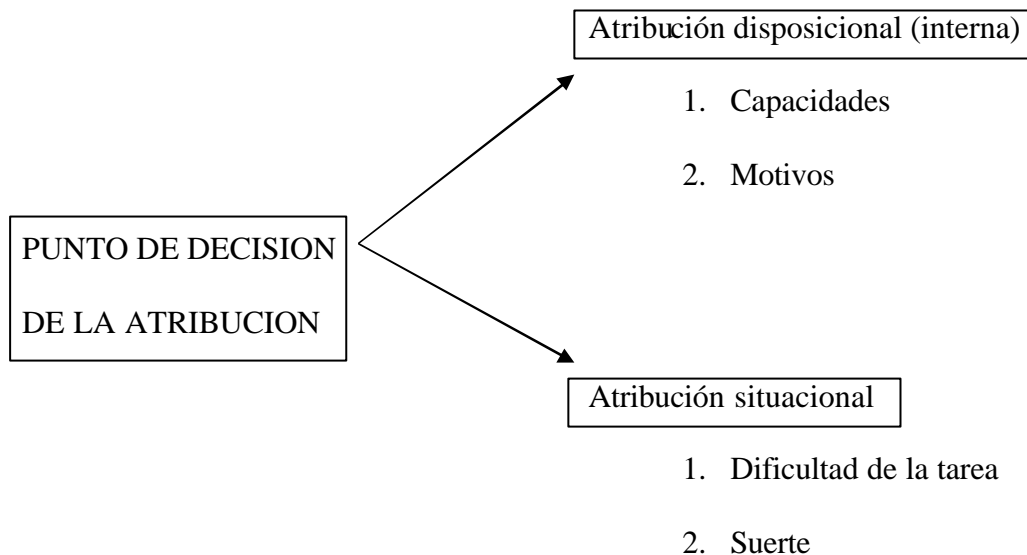 Atribución disposicional (interna)
1. Capacidades
2. Motivos
PUNTO DE DECISION
DE LA ATRIBUCION
Atribución situacional
1. Dificultad de la tarea
2. Suerte